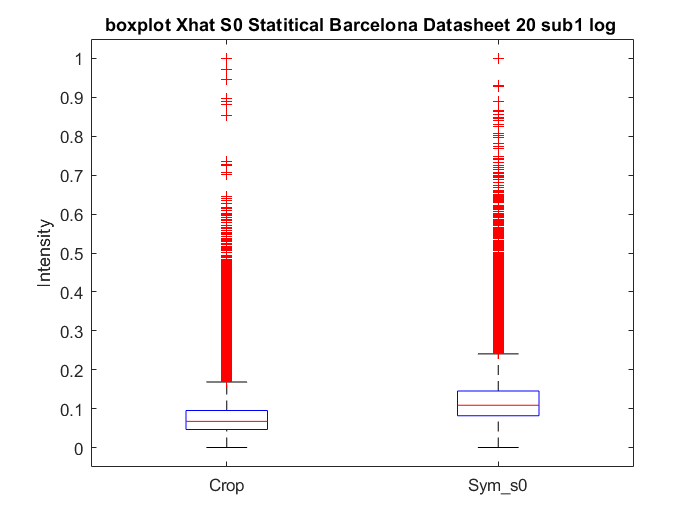 boxplot Xhat S0 Statitical Barcelona Datasheet 20 sub1 log
1
0.9
0.8
0.7
0.6
0.5
0.4
0.3
0.2
0.1
0
Intensity
Crop
Sym_s0